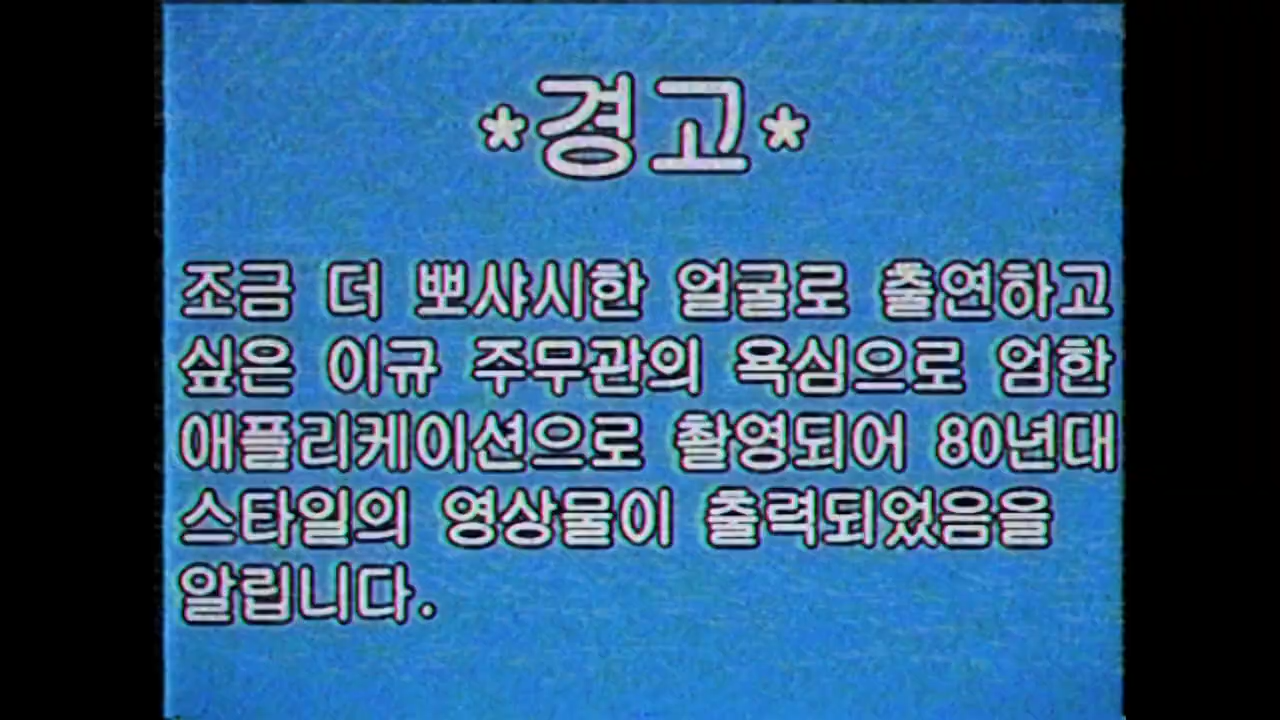 *경고*
조금 더 뽀샤시한 얼굴로 출연하고
싶은 이규 주무관의 욕심으로 엄한
애플리케이션으로 촬영되어 80년대
스타일의 영상물이 출력되었음을
알립니다.